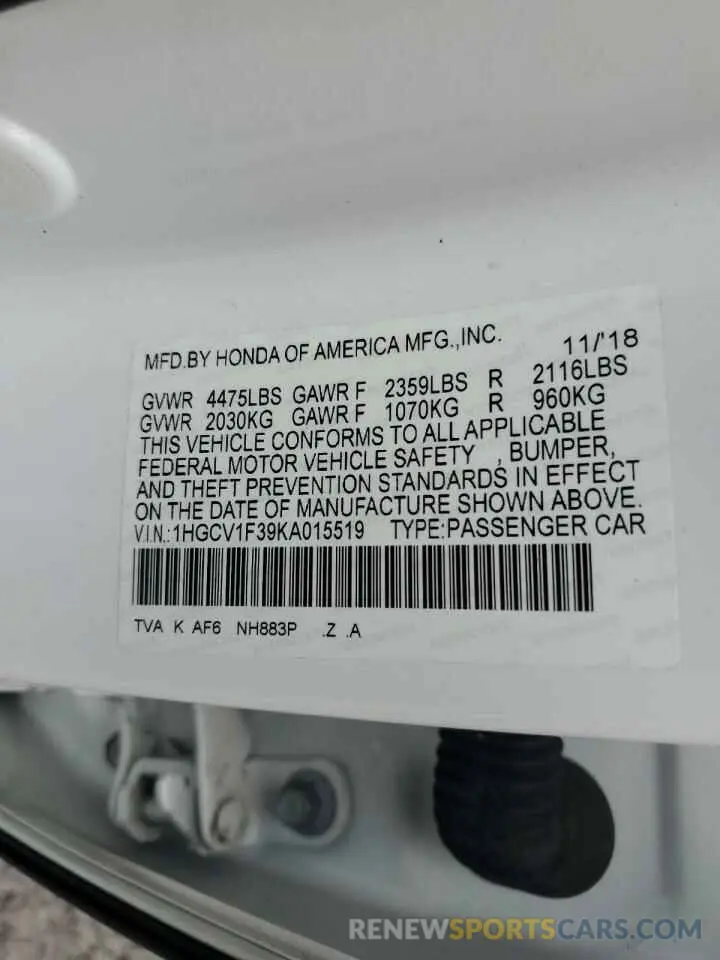 MFD.BY HONDA OF AMERICA MFG.,INC. 11/'18
GVWR 4475LBS GAWR F 2359LBS R 2116LBS
GVWR 2030KG GAWR F 1070KG R 960KG
THIS VEHICLE CONFORMS TO ALL APPLICABLE
FEDERAL MOTOR VEHICLE SAFETY , BUMPER,
AND THEFT PREVENTION STANDARDS IN EFFECT
ON THE DATE OF MANUFACTURE SHOWN ABOVE.
V.I.N.:1HGCV1F39KA015519 TYPE:PASSENGER CAR
TVA K AF6 NH883P .Z .A
RENEWSPORTSCARS.COM